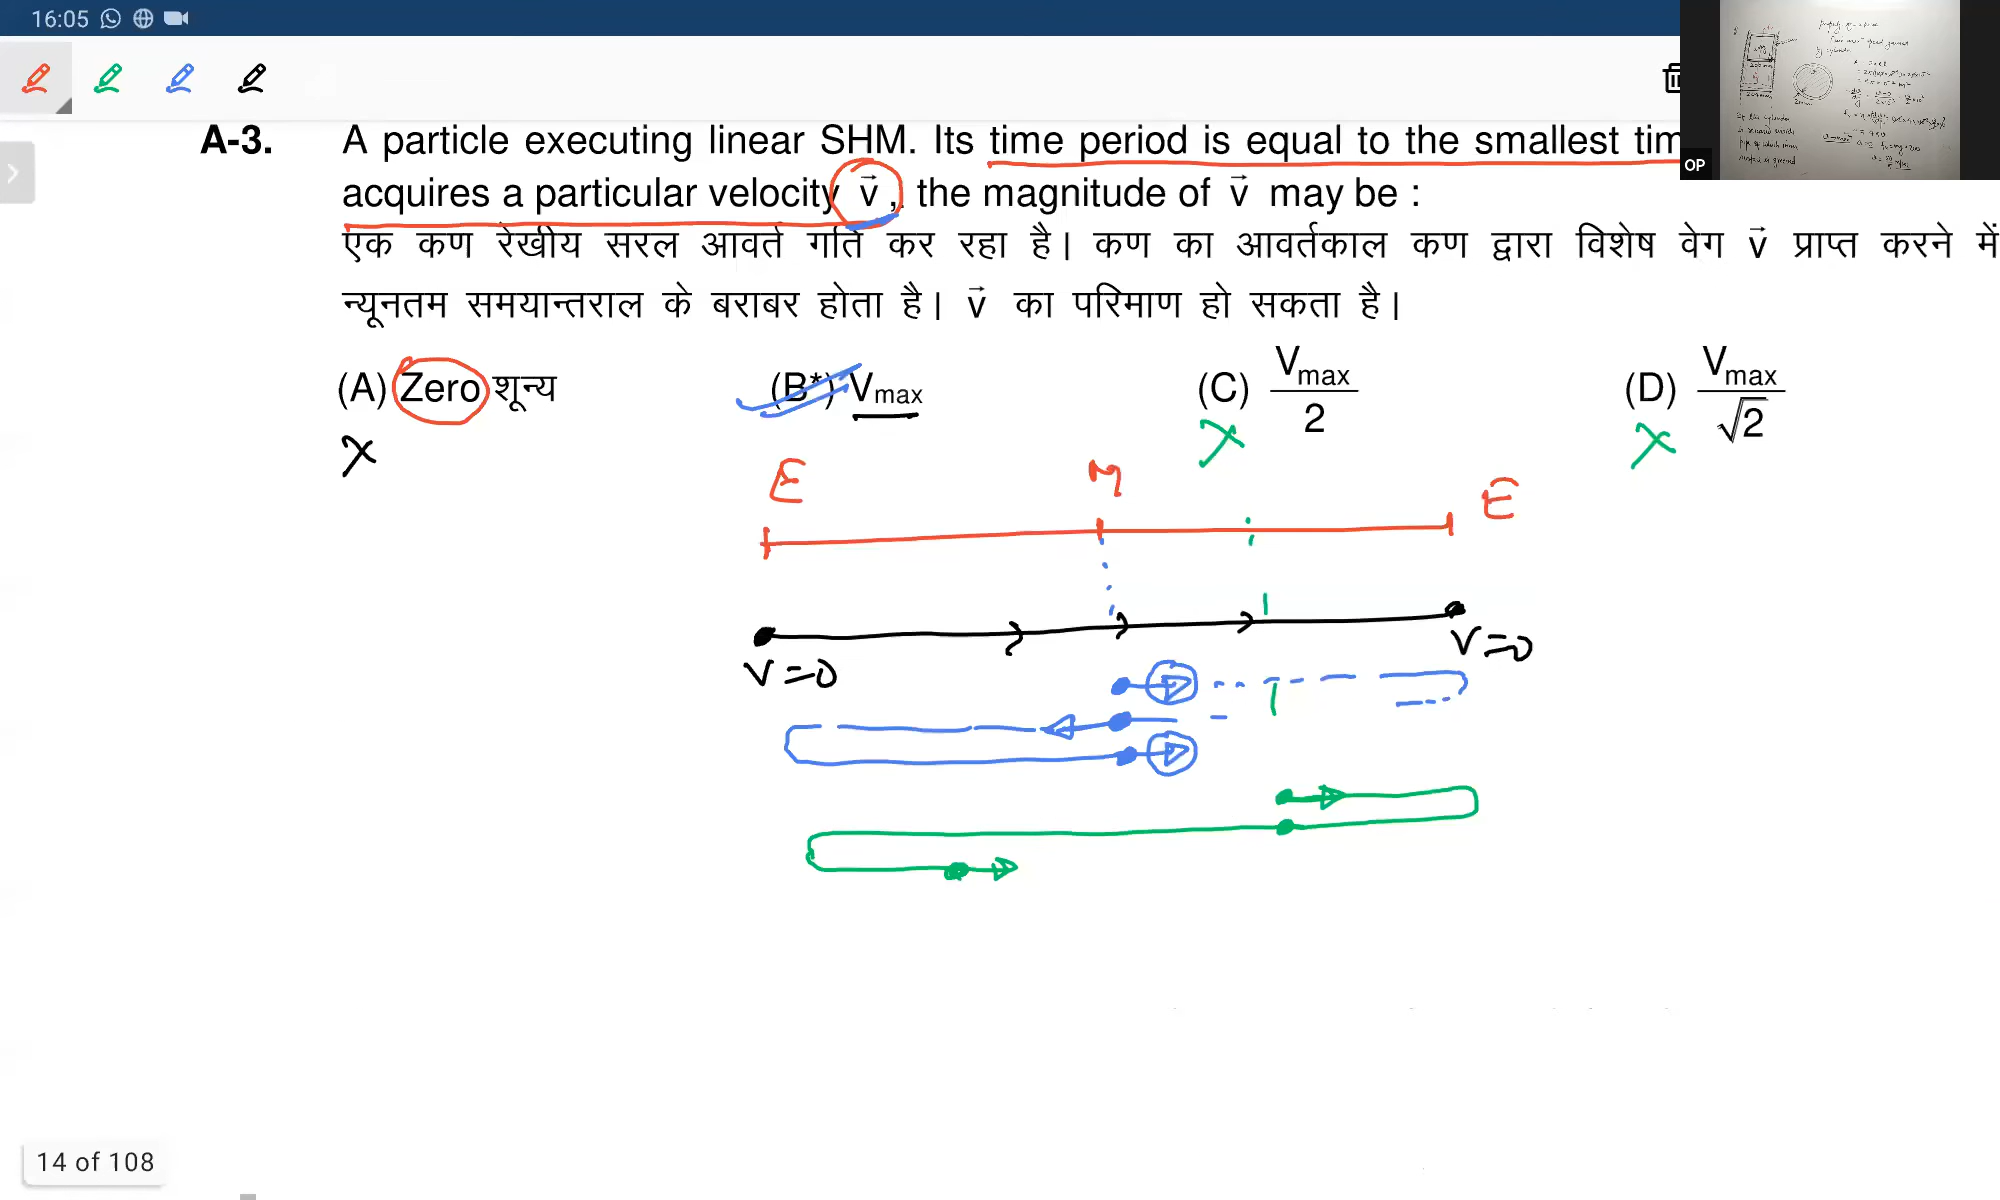 16:05
A-3. A particle executing linear SHM. Its time period is equal to the smallest tim
acquires a particular velocity v⃗, the magnitude of v⃗ may be :
एक कण रेखीय सरल आवर्त गति कर रहा है। कण का आवर्तकाल कण द्वारा विशेष वेग v⃗ प्राप्त करने में
न्यूनतम समयान्तराल के बराबर होता है। v⃗ का परिमाण हो सकता है।
(A) Zero शून्य (B*) Vmax (C) Vmax/2 (D) Vmax/√2
X X X
E M E
V=0 V=0
OP
14 of 108